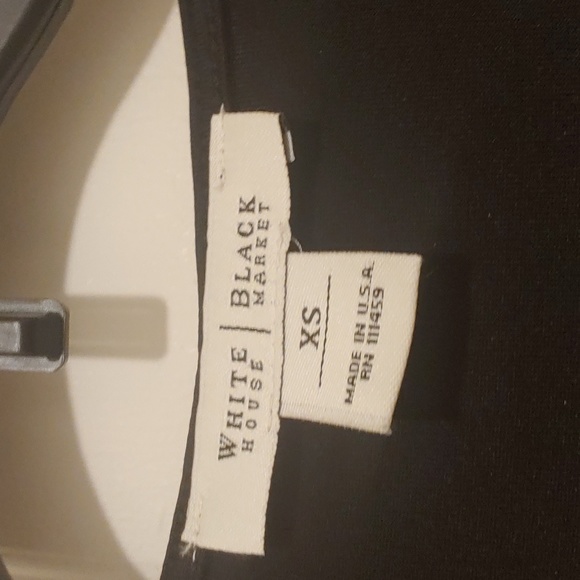 WHITE | BLACK
HOUSE | MARKET
XS
MADE IN U.S.A.
RN 111459